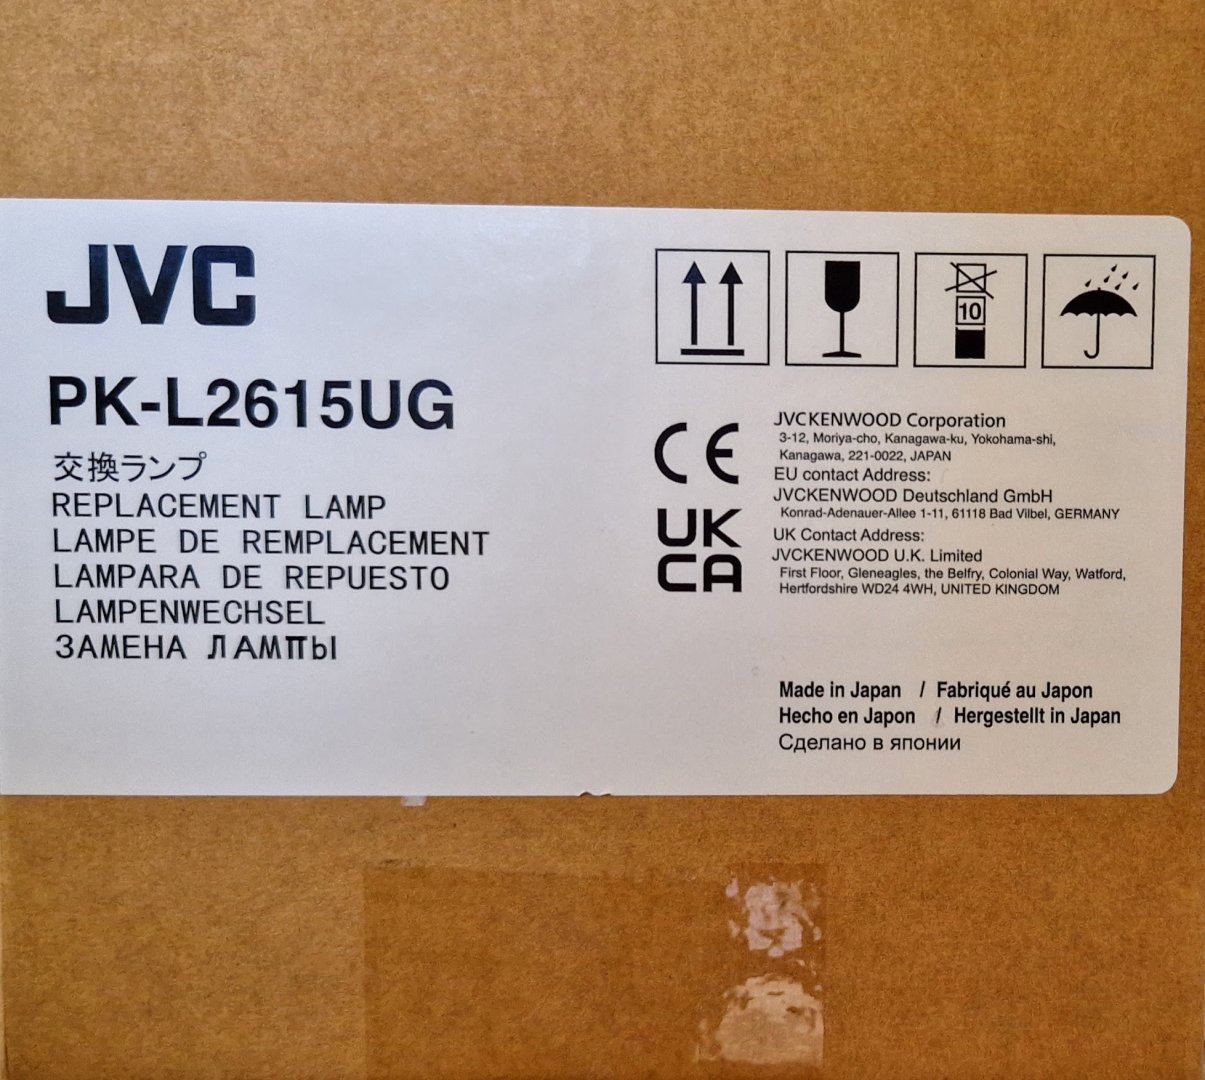 JVC
PK-L2615UG
交換ランプ
REPLACEMENT LAMP
LAMPE DE REMPLACEMENT
LAMPARA DE REPUESTO
LAMPENWECHSEL
ЗАМЕНА ЛАМПЫ
10
CE
UK
CA
JVCKENWOOD Corporation
3-12, Moriya-cho, Kanagawa-ku, Yokohama-shi,
Kanagawa, 221-0022, JAPAN
EU contact Address:
JVCKENWOOD Deutschland GmbH
Konrad-Adenauer-Allee 1-11, 61118 Bad Vilbel, GERMANY
UK Contact Address:
JVCKENWOOD U.K. Limited
First Floor, Gleneagles, the Belfry, Colonial Way, Watford,
Hertfordshire WD24 4WH, UNITED KINGDOM
Made in Japan / Fabriqué au Japon
Hecho en Japon / Hergestellt in Japan
Сделано в японии